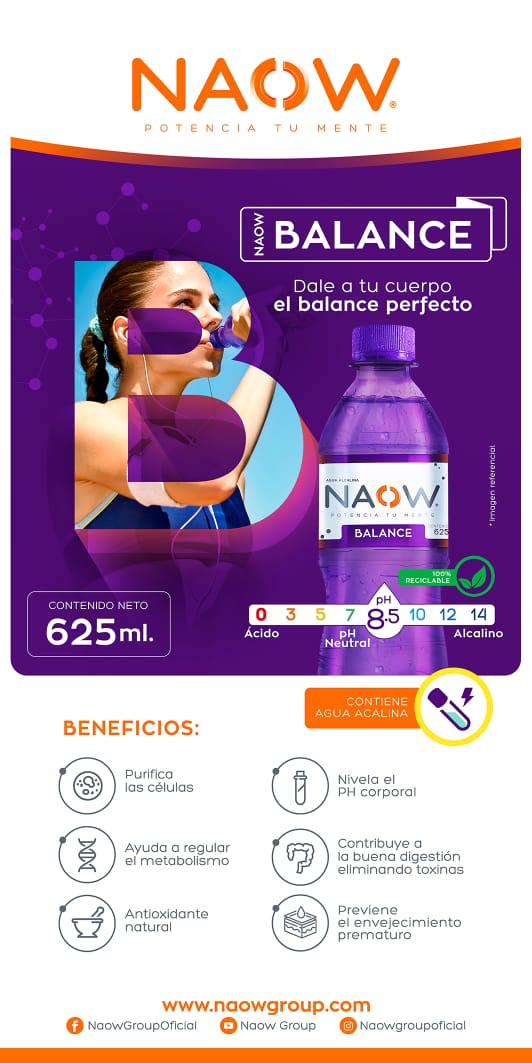 NAOW®
POTENCIA TU MENTE
NAOW
BALANCE
Dale a tu cuerpo
el balance perfecto
AGUA ALCALINA
NAOW
POTENCIA TU MENTE
BALANCE
CONTENIDO
625
* Imagen referencial
100%
RECICLABLE
CONTENIDO NETO
625ml.
0 3 5 7 pH 8.5 10 12 14
Ácido pH Neutral Alcalino
CONTIENE
AGUA ACALINA
BENEFICIOS:
Purifica
las células
Nivela el
PH corporal
Ayuda a regular
el metabolismo
Contribuye a
la buena digestión
eliminando toxinas
Antioxidante
natural
Previene
el envejecimiento
prematuro
www.naowgroup.com
NaowGroupOficial Naow Group Naowgroupoficial